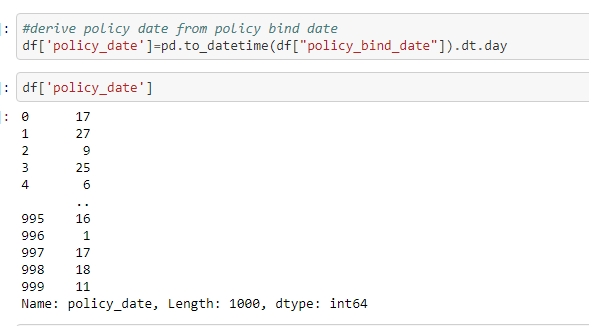 : #derive policy date from policy bind date
df['policy_date']=pd.to_datetime(df["policy_bind_date"]).dt.day
: df['policy_date']
: 0 17
1 27
2 9
3 25
4 6
..
995 16
996 1
997 17
998 18
999 11
Name: policy_date, Length: 1000, dtype: int64